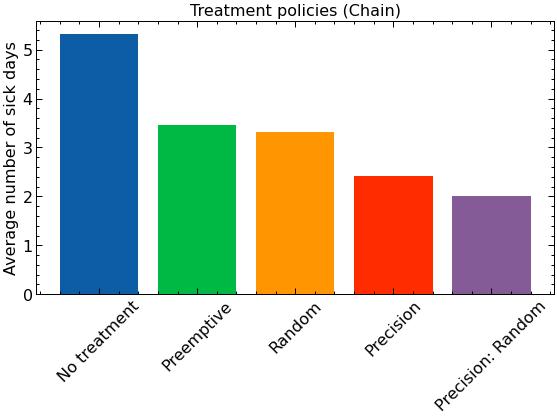 Treatment policies (Chain)
Average number of sick days
5
4
3
2
1
0
No treatment
Preemptive
Random
Precision
Precision: Random